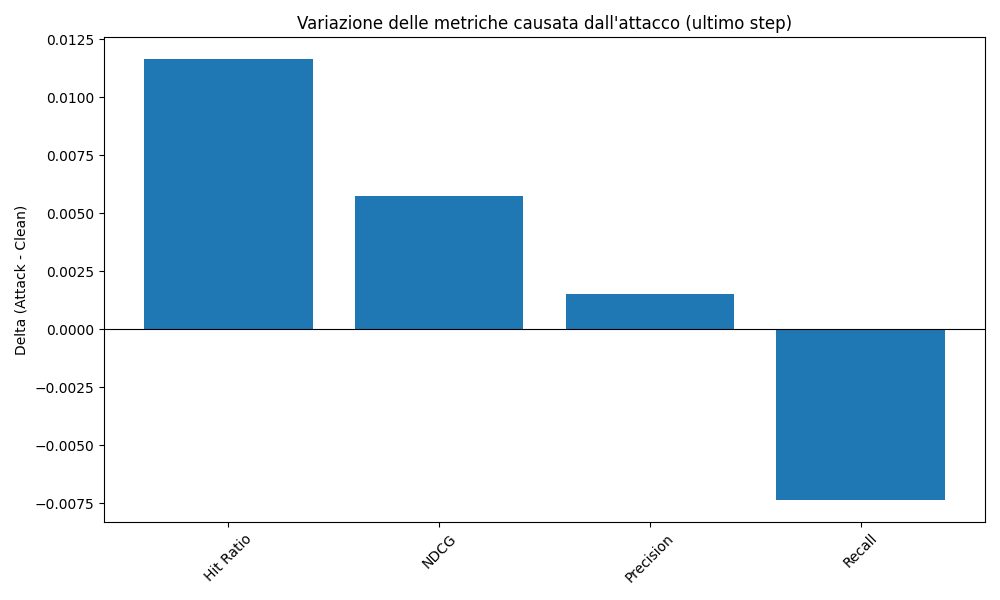 Variazione delle metriche causata dall'attacco (ultimo step)
Delta (Attack - Clean)
0.0125
0.0100
0.0075
0.0050
0.0025
0.0000
−0.0025
−0.0050
−0.0075
Hit Ratio
NDCG
Precision
Recall